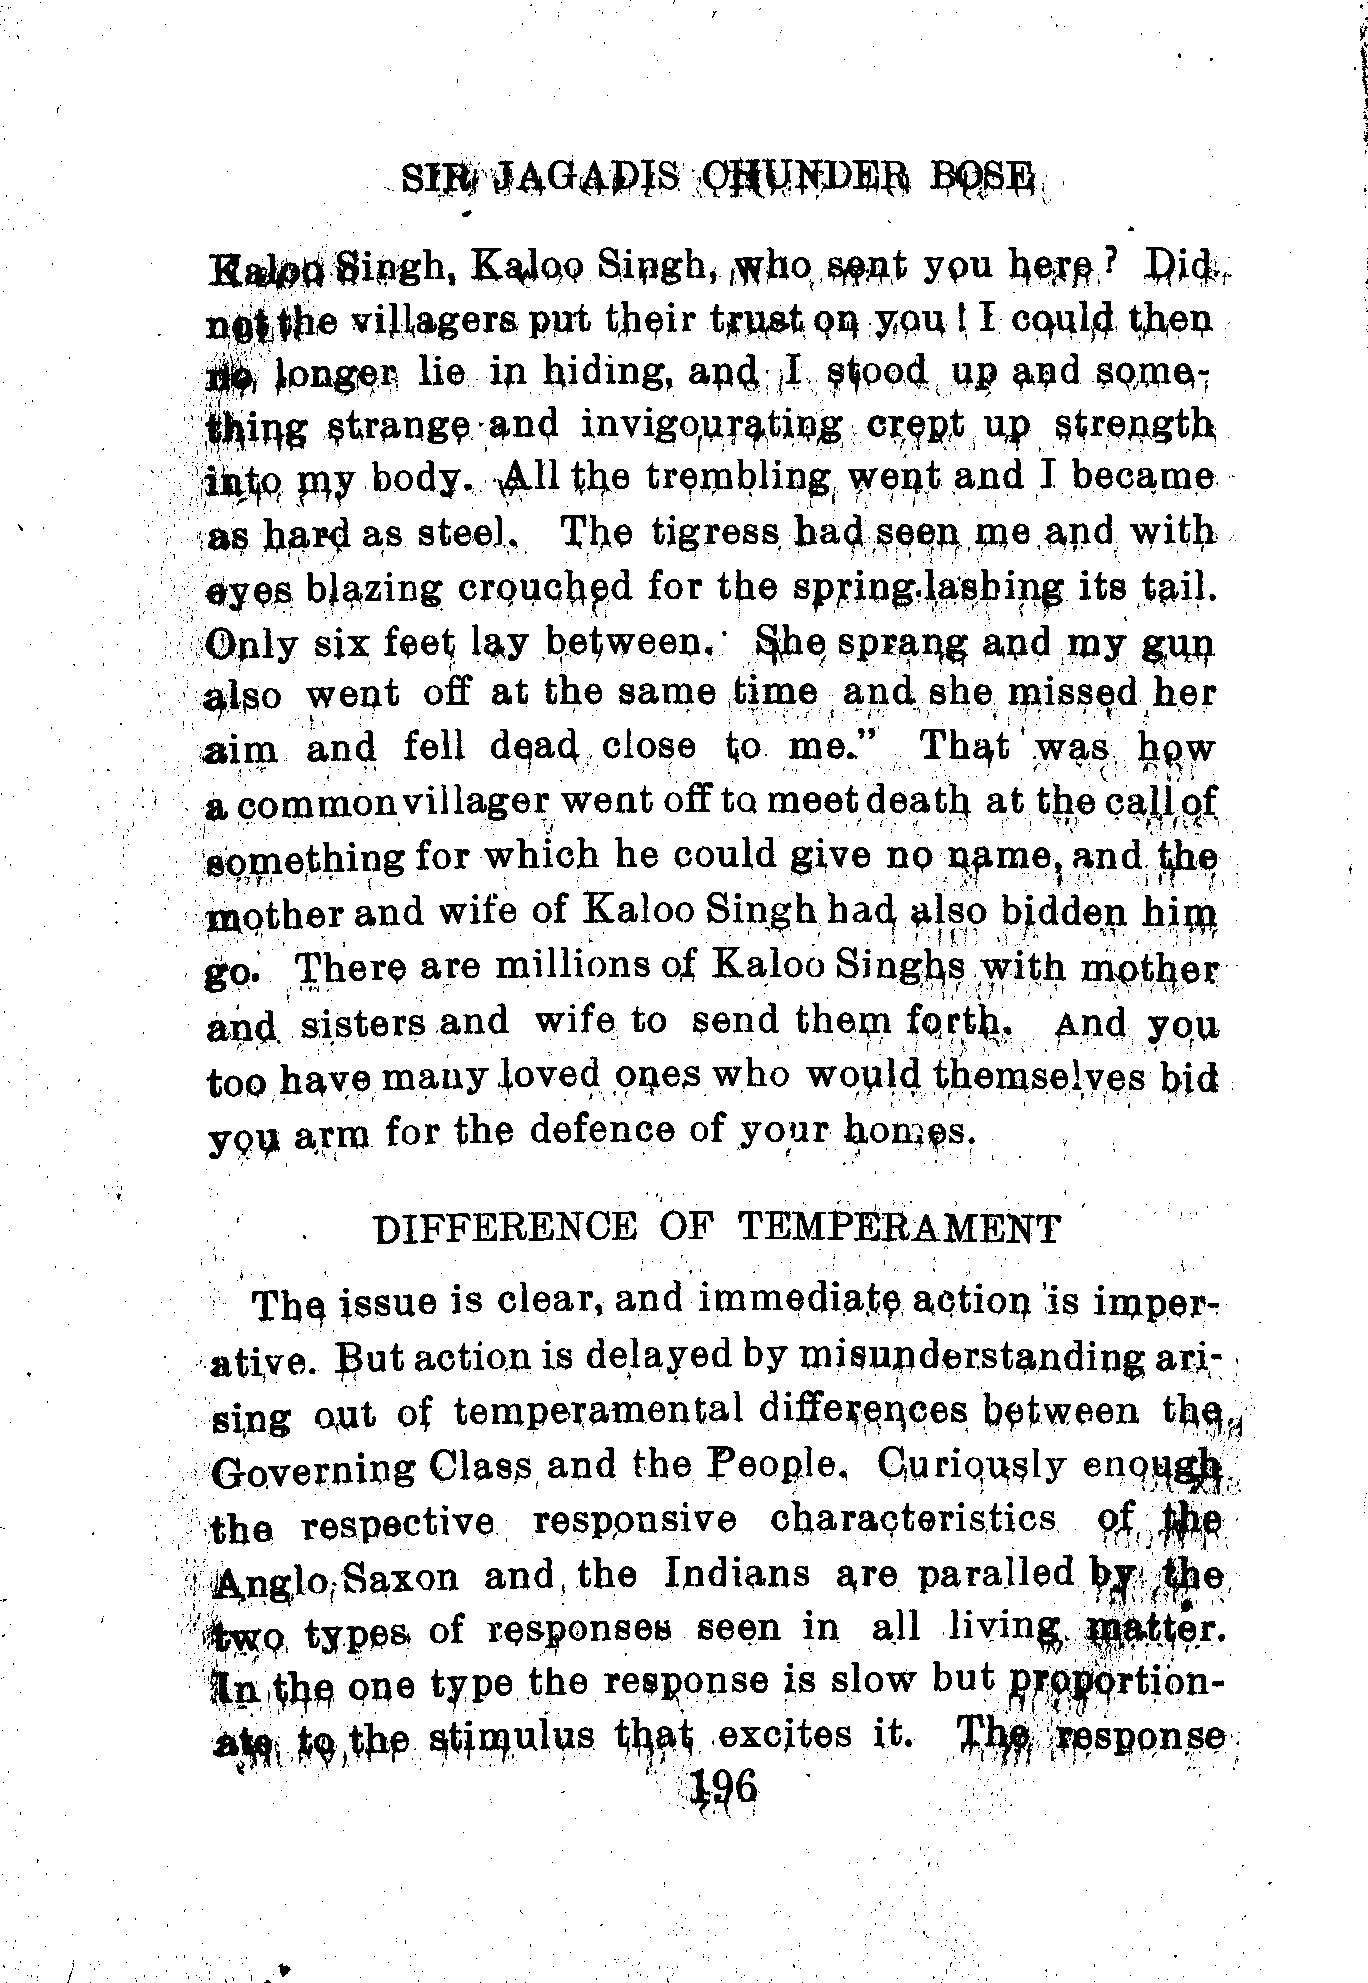 SIR JAGADIS CHUNDER BOSE
Kaloo Singh, Kaloo Singh, who sent you here? Did
not the villagers put their trust on you! I could then
no longer lie in hiding, and I stood up and some-
thing strange and invigourating crept up strength
into my body. All the trembling went and I became
as hard as steel. The tigress had seen me and with
eyes blazing crouched for the spring.lashing its tail.
Only six feet lay between. She sprang and my gun
also went off at the same time and she missed her
aim and fell dead close to me." That was how
a common villager went off to meet death at the call of
something for which he could give no name, and the
mother and wife of Kaloo Singh had also bidden him
go. There are millions of Kaloo Singhs with mother
and sisters and wife to send them forth. And you
too have many loved ones who would themselves bid
you arm for the defence of your homes.
DIFFERENCE OF TEMPERAMENT
The issue is clear, and immediate action is imper-
ative. But action is delayed by misunderstanding ari-
sing out of temperamental differences between the
Governing Class and the People. Curiously enough
the respective responsive characteristics of the
Anglo-Saxon and the Indians are paralled by the
two types of responses seen in all living matter.
In the one type the response is slow but proportion-
ate to the stimulus that excites it. The response
196